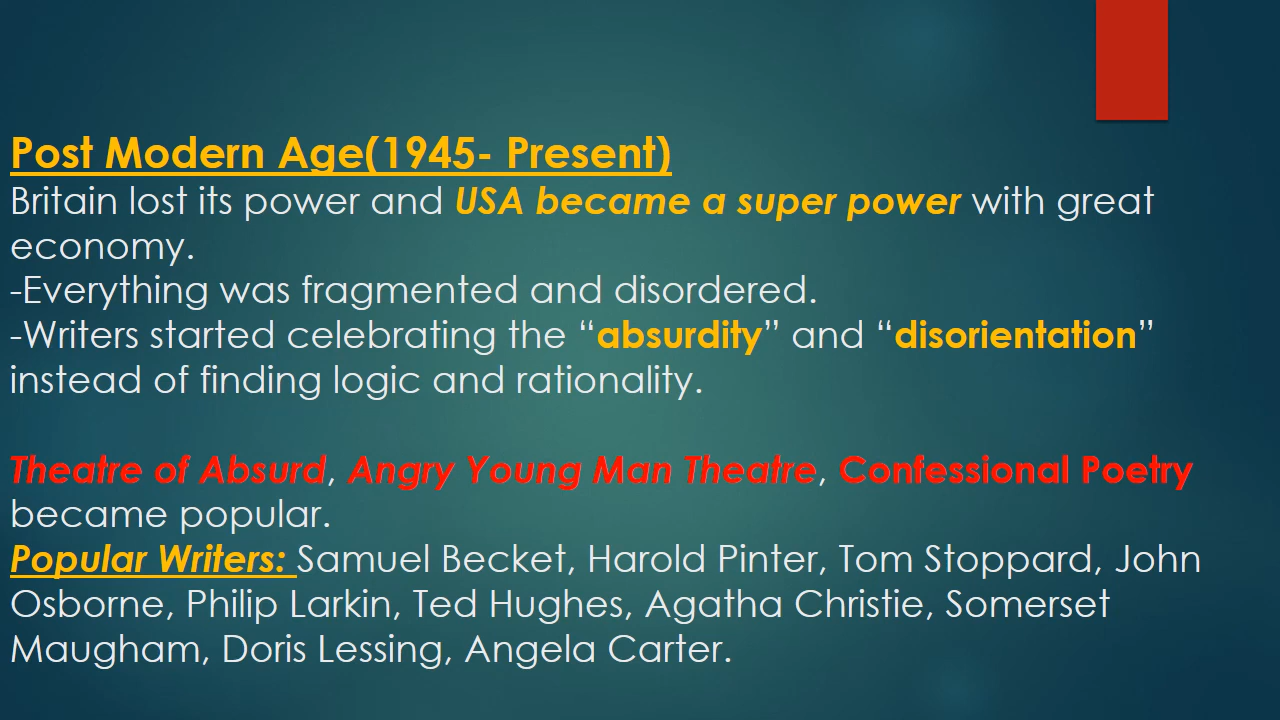 Post Modern Age(1945- Present)
Britain lost its power and USA became a super power with great
economy.
-Everything was fragmented and disordered.
-Writers started celebrating the “absurdity” and “disorientation”
instead of finding logic and rationality.
Theatre of Absurd, Angry Young Man Theatre, Confessional Poetry
became popular.
Popular Writers: Samuel Becket, Harold Pinter, Tom Stoppard, John
Osborne, Philip Larkin, Ted Hughes, Agatha Christie, Somerset
Maugham, Doris Lessing, Angela Carter.